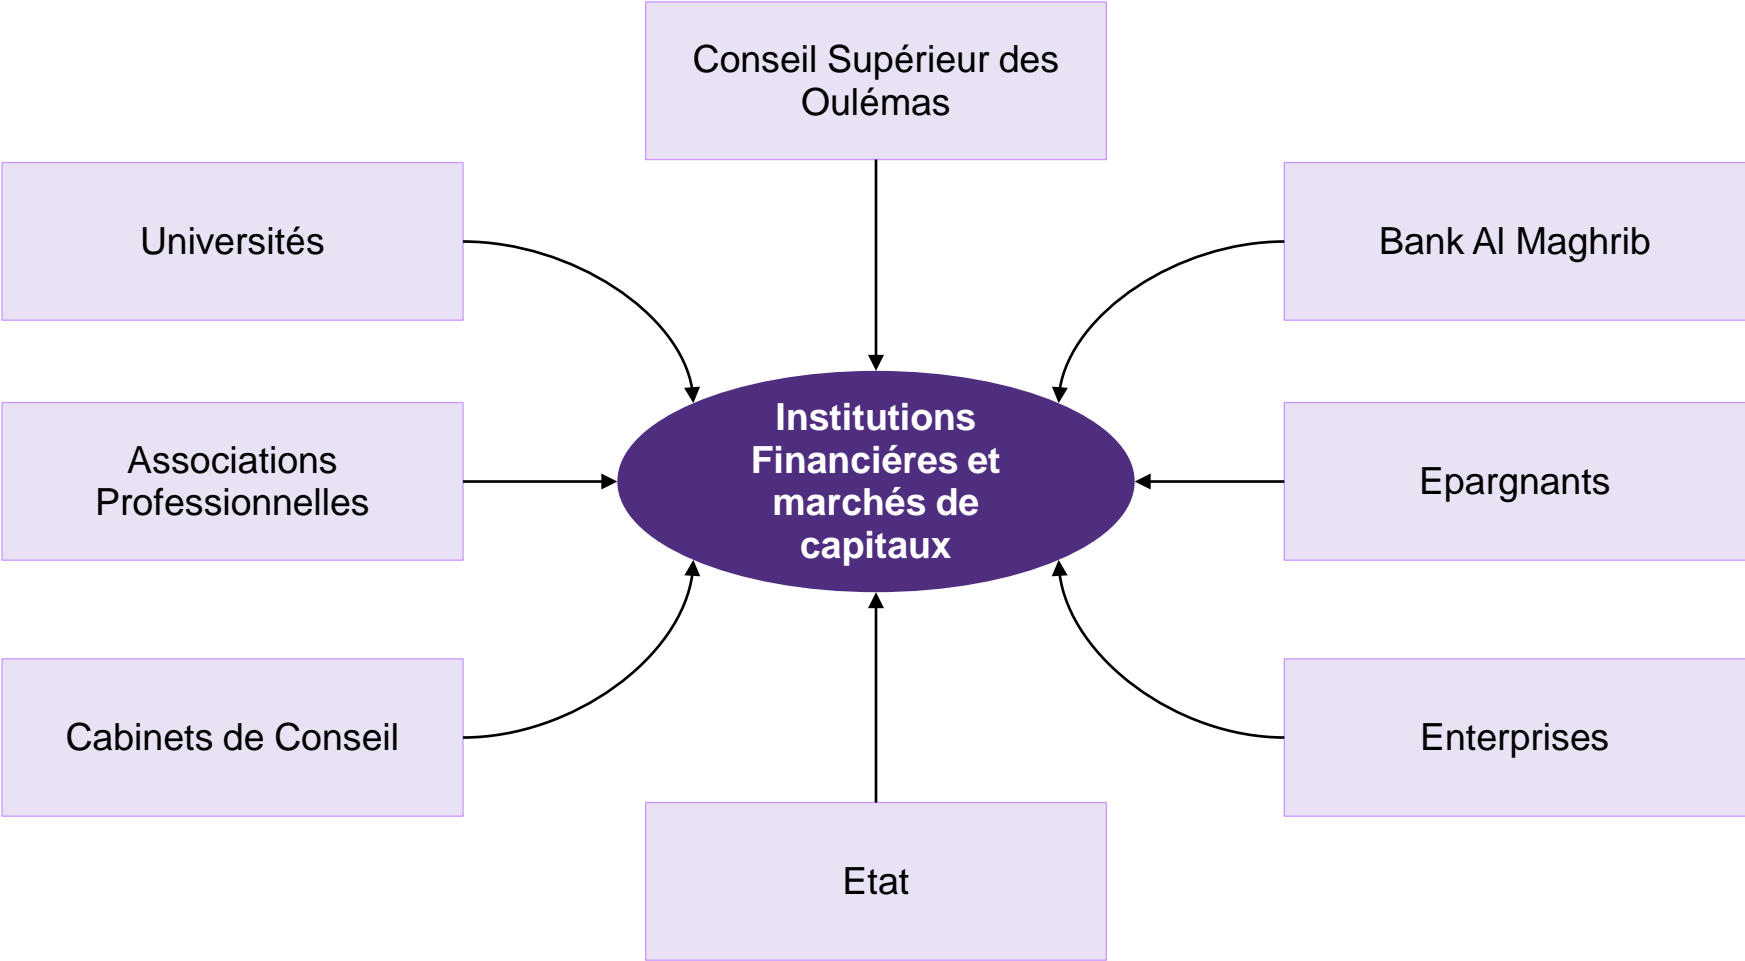 Conseil Supérieur des
Oulémas
Universités
Bank Al Maghrib
Institutions
Financiéres et
marchés de
capitaux
Associations
Professionnelles
Epargnants
Cabinets de Conseil
Enterprises
Etat